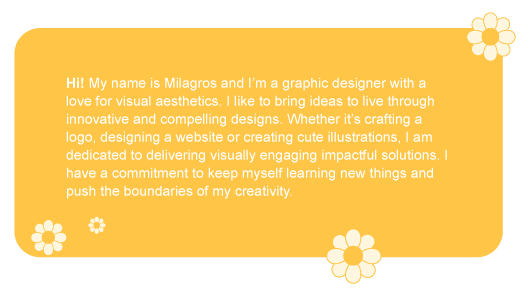 Hi! My name is Milagros and I'm a graphic designer with a
love for visual aesthetics. I like to bring ideas to live through
innovative and compelling designs. Whether it's crafting a
logo, designing a website or creating cute illustrations, I am
dedicated to delivering visually engaging impactful solutions. I
have a commitment to keep myself learning new things and
push the boundaries of my creativity.